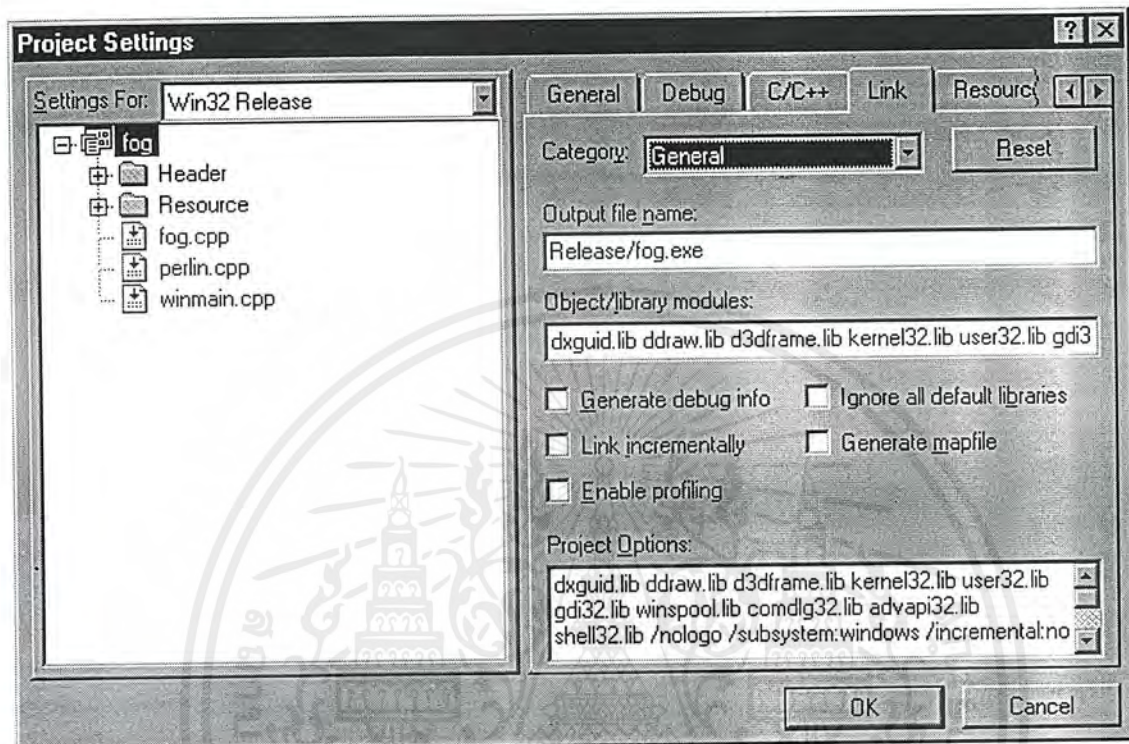 Project Settings
Settings For: Win32 Release
fog
Header
Resource
fog.cpp
perlin.cpp
winmain.cpp
General Debug C/C++ Link Resourc
Category: General Reset
Output file name:
Release/fog.exe
Object/library modules:
dxguid.lib ddraw.lib d3dframe.lib kernel32.lib user32.lib gdi3
Generate debug info Ignore all default libraries
Link incrementally Generate mapfile
Enable profiling
Project Options:
dxguid.lib ddraw.lib d3dframe.lib kernel32.lib user32.lib
gdi32.lib winspool.lib comdlg32.lib advapi32.lib
shell32.lib /nologo /subsystem:windows /incremental:no
OK Cancel